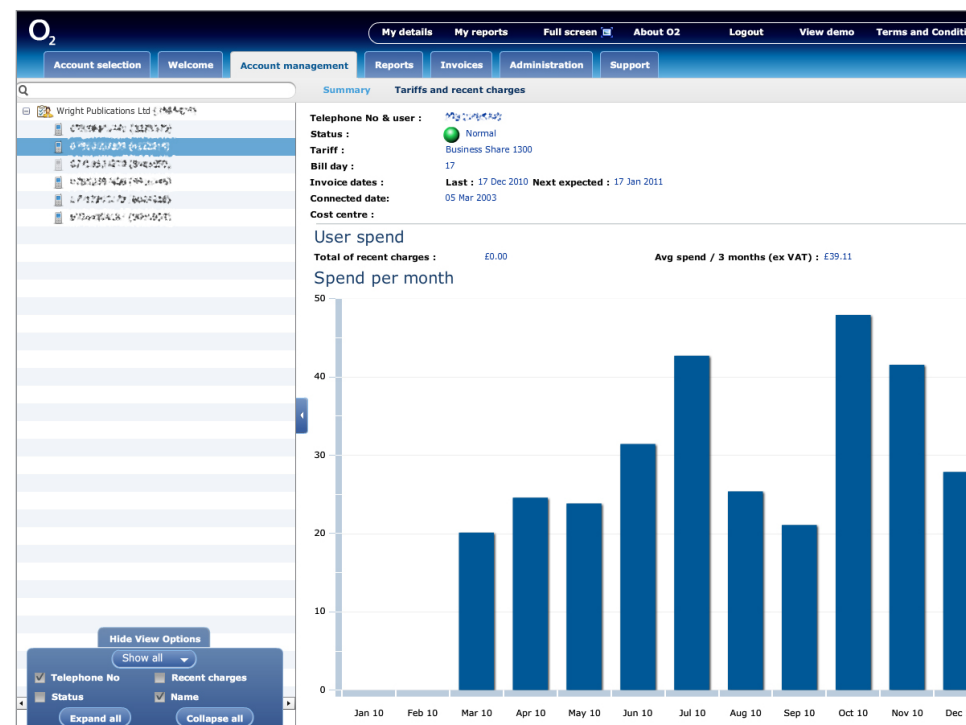 O2
My details My reports Full screen About O2 Logout View demo Terms and Conditi
Account selection Welcome Account management Reports Invoices Administration Support
Summary Tariffs and recent charges
Wright Publications Ltd
Telephone No & user :
Status : Normal
Tariff : Business Share 1300
Bill day : 17
Invoice dates : Last : 17 Dec 2010 Next expected : 17 Jan 2011
Connected date: 05 Mar 2003
Cost centre :
User spend
Total of recent charges : £0.00 Avg spend / 3 months (ex VAT) : £39.11
Spend per month
50
40
30
20
10
0
Jan 10 Feb 10 Mar 10 Apr 10 May 10 Jun 10 Jul 10 Aug 10 Sep 10 Oct 10 Nov 10 Dec
Hide View Options
Show all
Telephone No Recent charges
Status Name
Expand all Collapse all